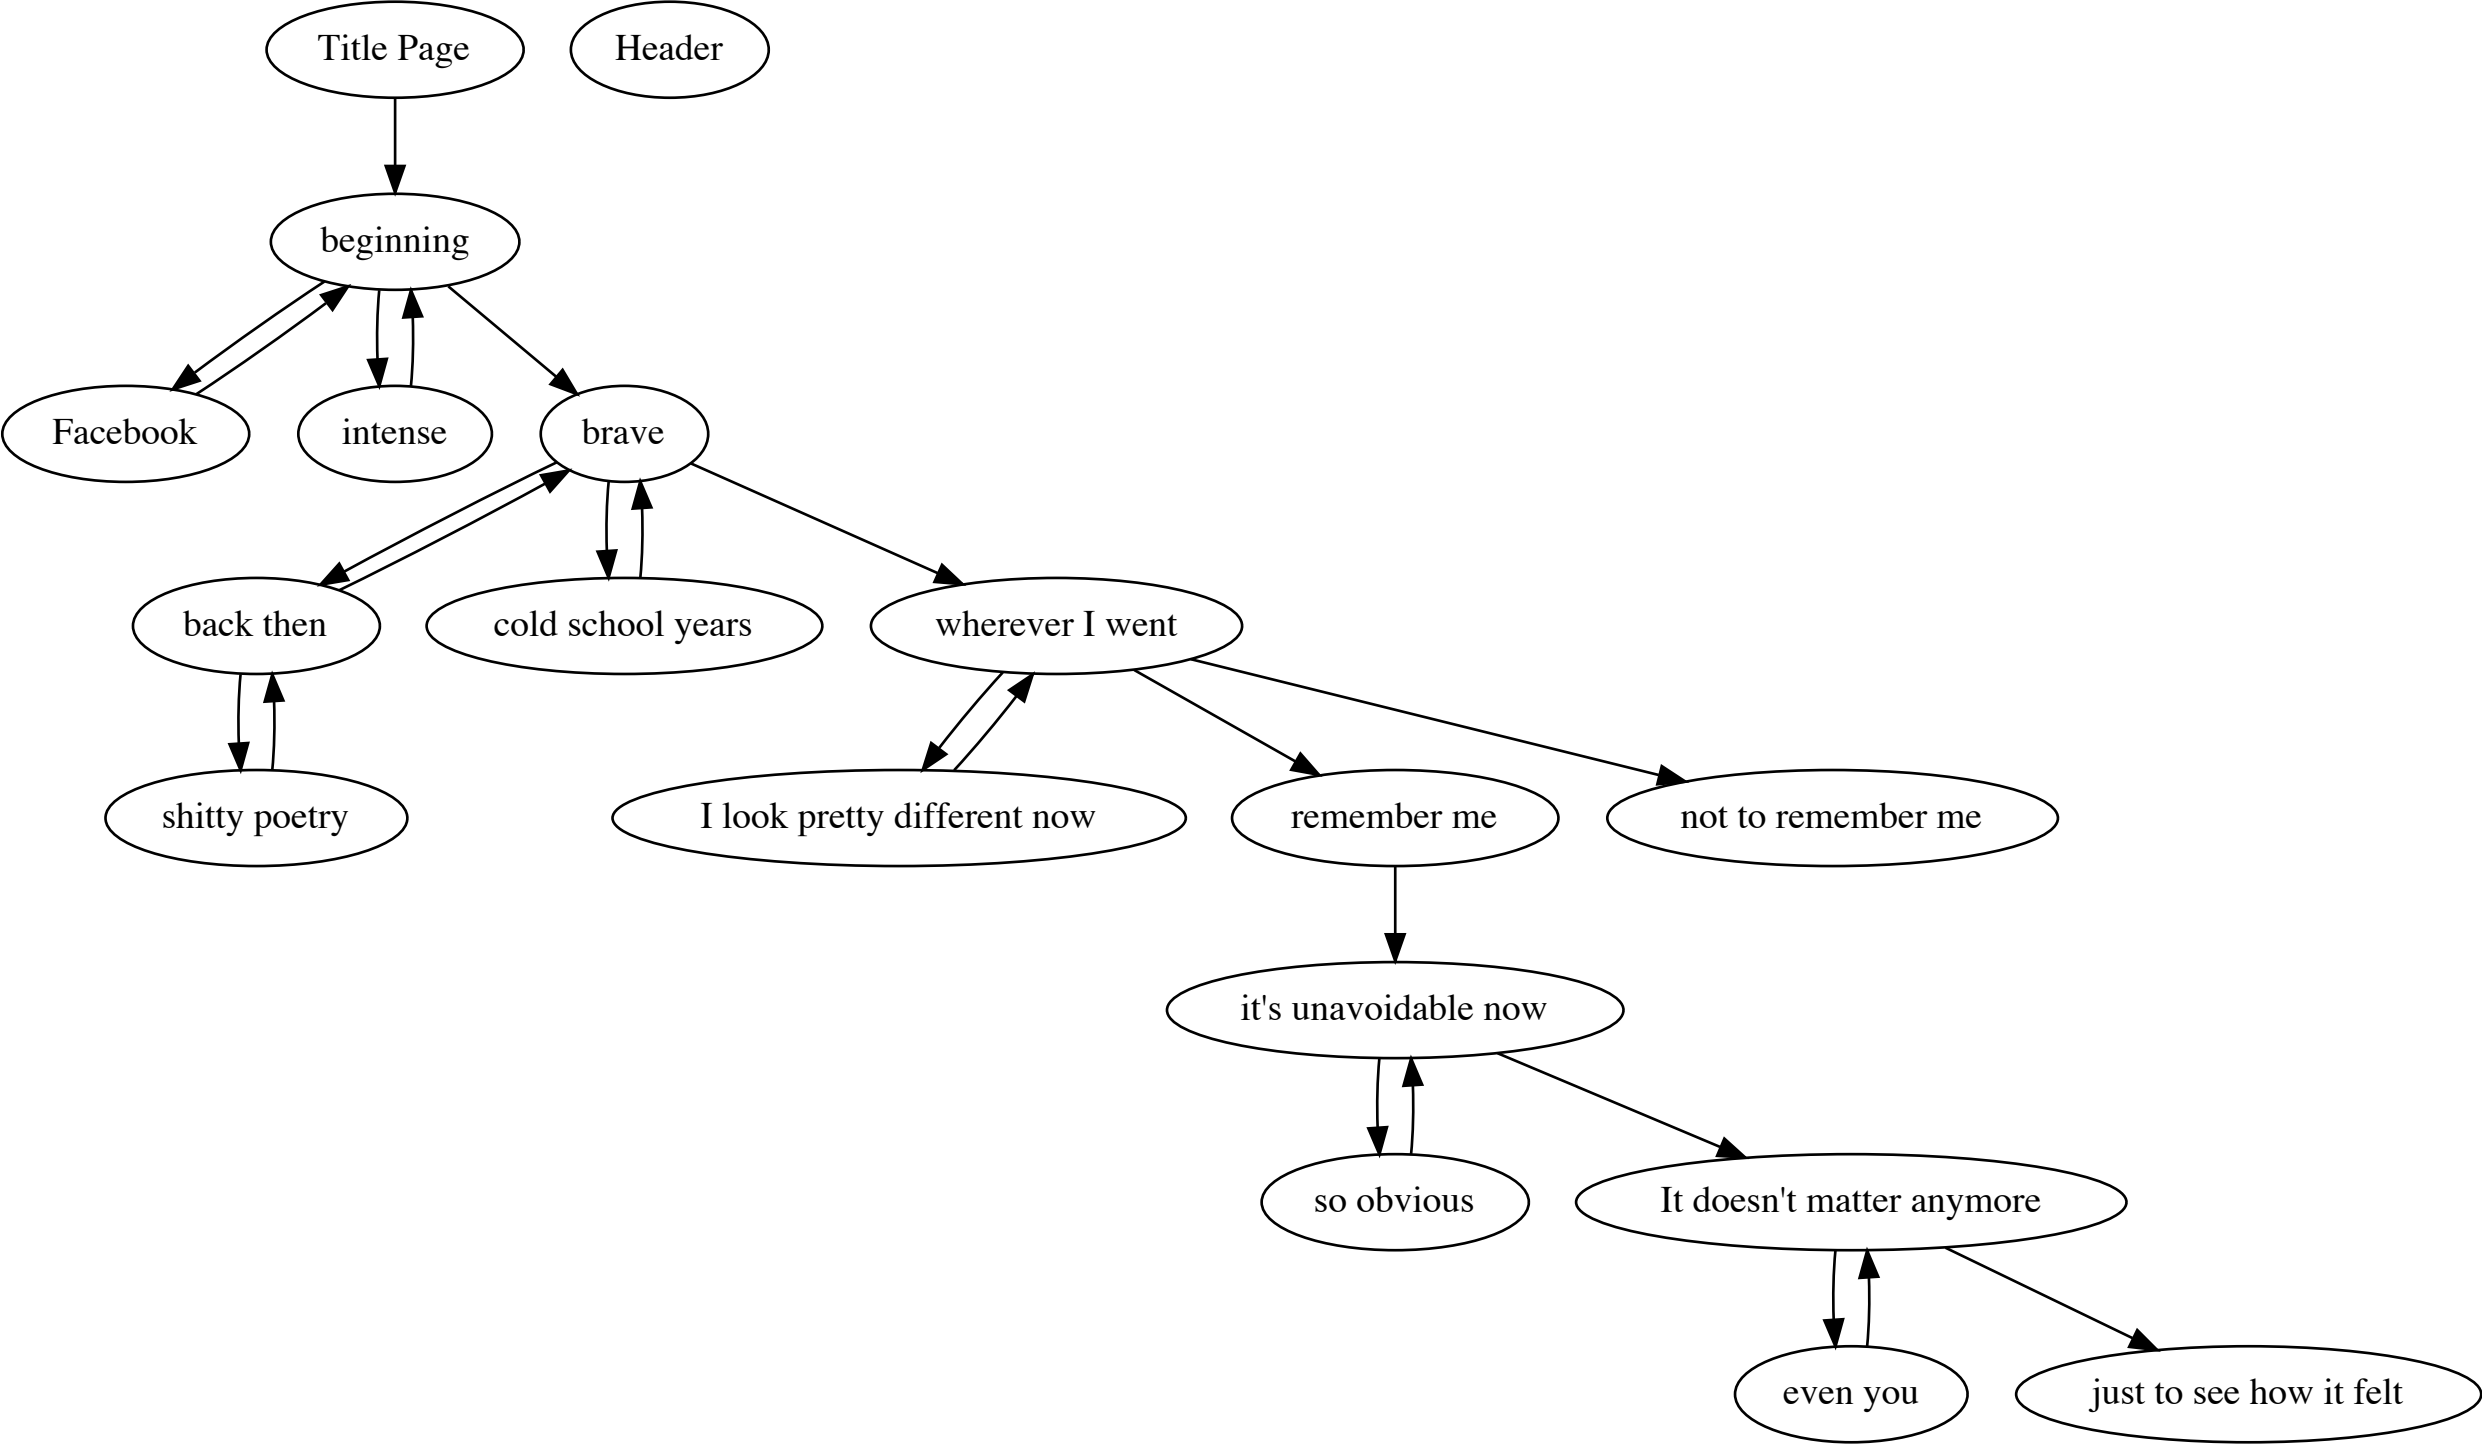 Title Page
Header
beginning
Facebook
intense
brave
back then
cold school years
wherever I went
shitty poetry
I look pretty different now
remember me
not to remember me
it's unavoidable now
so obvious
It doesn't matter anymore
even you
just to see how it felt